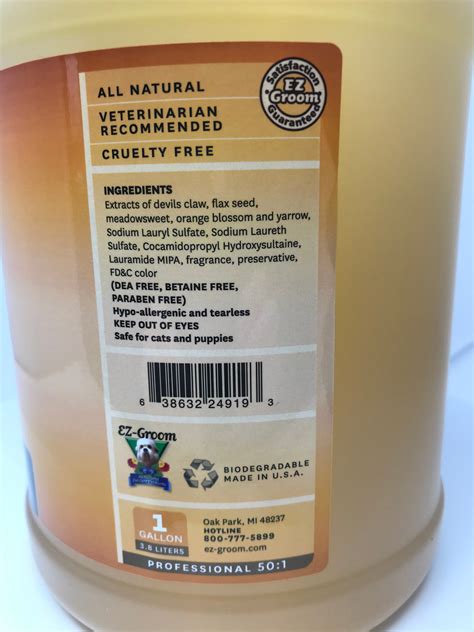 ALL NATURAL
Satisfaction
EZ
Groom
Guaranteed
VETERINARIAN
RECOMMENDED
CRUELTY FREE
INGREDIENTS
Extracts of devils claw, flax seed,
meadowsweet, orange blossom and yarrow,
Sodium Lauryl Sulfate, Sodium Laureth
Sulfate, Cocamidopropyl Hydroxysultaine,
Lauramide MIPA, fragrance, preservative,
FD&C color
(DEA FREE, BETAINE FREE,
PARABEN FREE)
Hypo-allergenic and tearless
KEEP OUT OF EYES
Safe for cats and puppies
6 38632 24919 3
EZ-Groom
BIODEGRADABLE
MADE IN U.S.A.
1
GALLON
3.8 LITERS
Oak Park, MI 48237
HOTLINE
800-777-5899
ez-groom.com
PROFESSIONAL 50:1